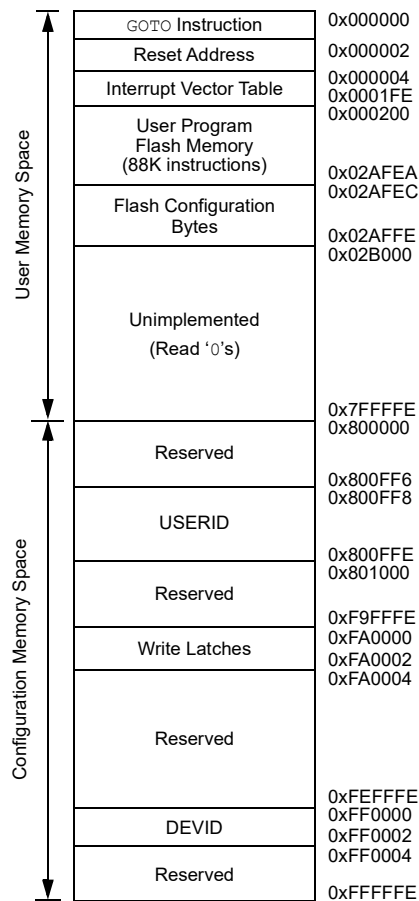 GOTO Instruction
0x000000
Reset Address
0x000002
Interrupt Vector Table
0x000004
0x0001FE
User Program
Flash Memory
(88K instructions)
0x000200
0x02AFEA
Flash Configuration
Bytes
0x02AFEC
0x02AFFE
Unimplemented
(Read ‘0’s)
0x02B000
0x7FFFFE
User Memory Space
Reserved
0x800000
0x800FF6
USERID
0x800FF8
0x800FFE
Reserved
0x801000
0xF9FFFE
Write Latches
0xFA0000
0xFA0002
Reserved
0xFA0004
0xFEFFFE
DEVID
0xFF0000
0xFF0002
Reserved
0xFF0004
0xFFFFFE
Configuration Memory Space